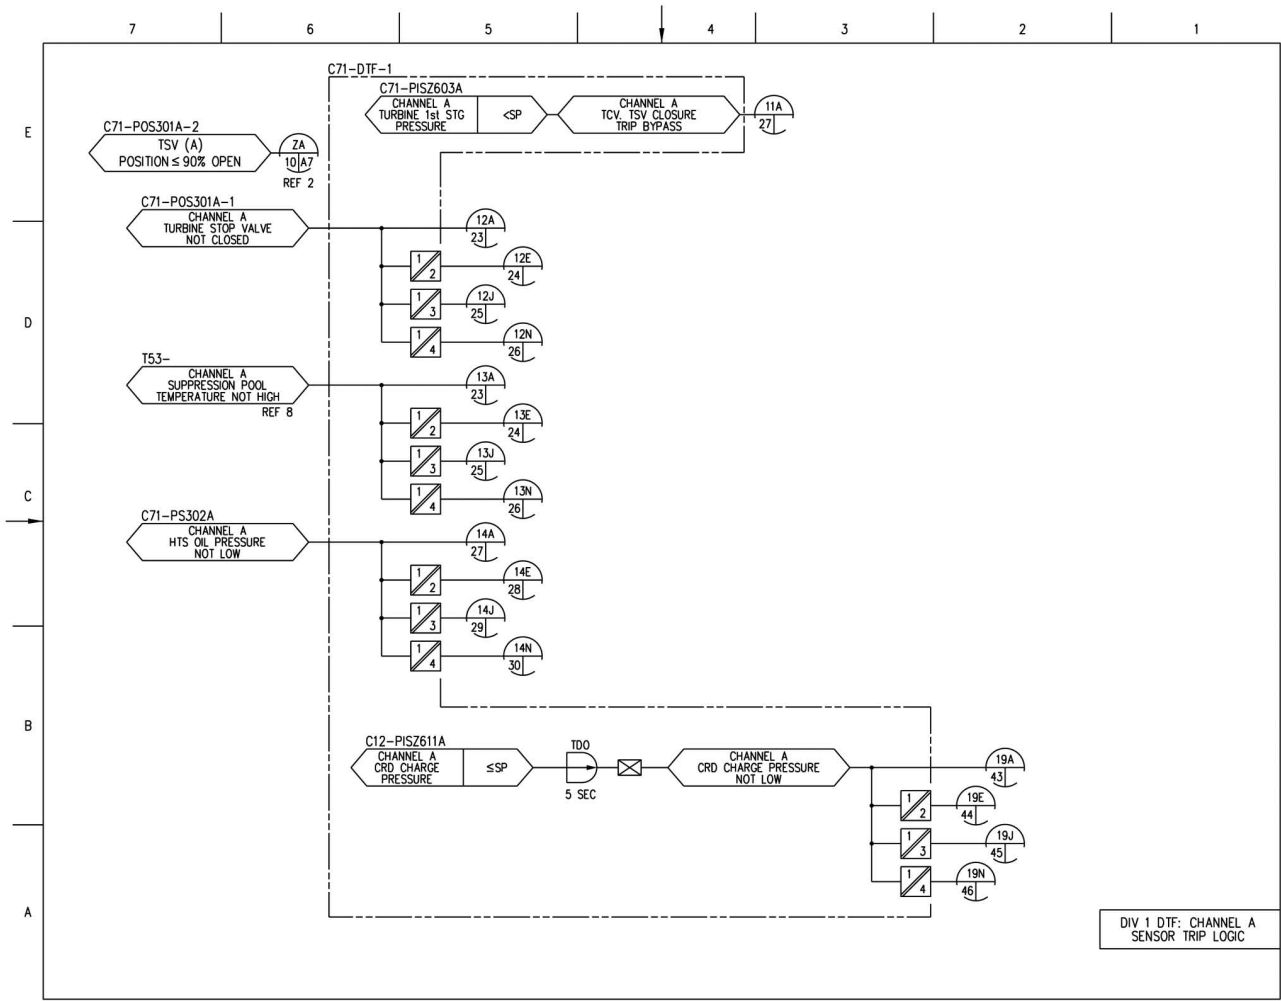 7 6 5 4 3 2 1
E
D
C
B
A
C71-DTF-1
C71-PISZ603A
CHANNEL A
TURBINE 1st STG
PRESSURE
<SP
CHANNEL A
TCV. TSV CLOSURE
TRIP BYPASS
11A
27
C71-POS301A-2
TSV (A)
POSITION ≤ 90% OPEN
ZA
10 A7
REF 2
C71-POS301A-1
CHANNEL A
TURBINE STOP VALVE
NOT CLOSED
12A
23
1
2
12E
24
1
3
12J
25
1
4
12N
26
T53-
CHANNEL A
SUPPRESSION POOL
TEMPERATURE NOT HIGH
REF 8
13A
23
1
2
13E
24
1
3
13J
25
1
4
13N
26
C71-PS302A
CHANNEL A
HTS OIL PRESSURE
NOT LOW
14A
27
1
2
14E
28
1
3
14J
29
1
4
14N
30
C12-PISZ611A
CHANNEL A
CRD CHARGE
PRESSURE
≤SP
TDO
5 SEC
CHANNEL A
CRD CHARGE PRESSURE
NOT LOW
19A
43
1
2
19E
44
1
3
19J
45
1
4
19N
46
DIV 1 DTF: CHANNEL A
SENSOR TRIP LOGIC